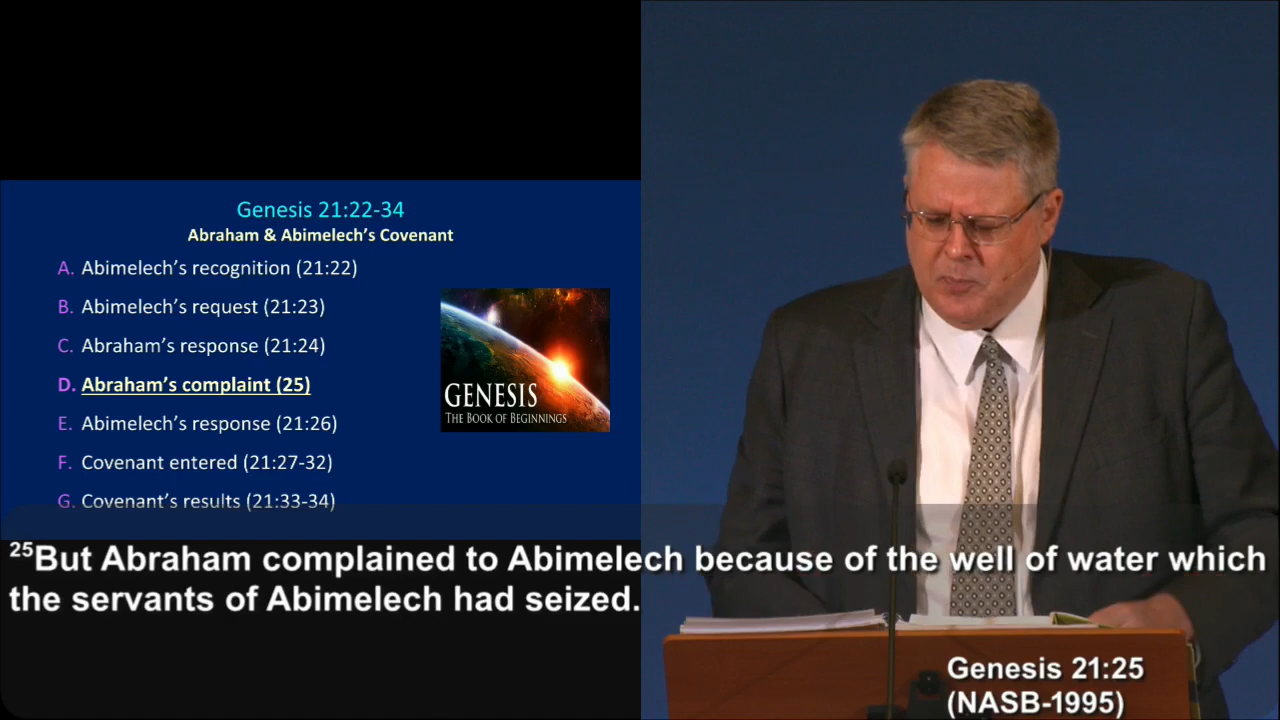 Genesis 21:22-34
Abraham & Abimelech's Covenant
A. Abimelech's recognition (21:22)
B. Abimelech's request (21:23)
C. Abraham's response (21:24)
D. Abraham's complaint (25)
E. Abimelech's response (21:26)
F. Covenant entered (21:27-32)
G. Covenant's results (21:33-34)
GENESIS
THE BOOK OF BEGINNINGS
25But Abraham complained to Abimelech because of the well of water which
the servants of Abimelech had seized.
Genesis 21:25
(NASB-1995)